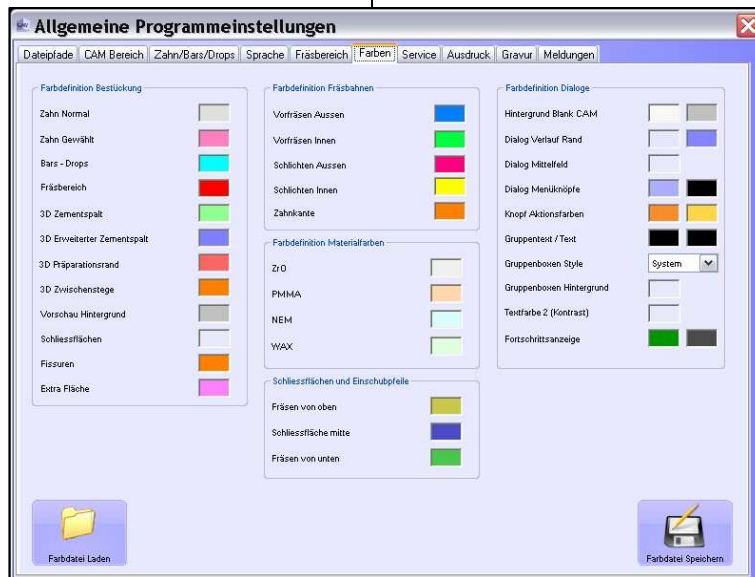 Allgemeine Programmeinstellungen
Dateipfade CAM Bereich Zahn/Bars/Drops Sprache Fräsbereich Farben Service Ausdruck Gravur Meldungen
Farbdefinition Bestückung
Zahn Normal
Zahn Gewählt
Bars - Drops
Fräsbereich
3D Zementspalt
3D Erweiterter Zementspalt
3D Präparationsrand
3D Zwischenstege
Vorschau Hintergrund
Schliessflächen
Fissuren
Extra Fläche
Farbdefinition Fräsbahnen
Vorfräsen Aussen
Vorfräsen Innen
Schlichten Aussen
Schlichten Innen
Zahnkante
Farbdefinition Materialfarben
ZrO
PMMA
NEM
WAX
Schliessflächen und Einschubpfeile
Fräsen von oben
Schliessfläche mitte
Fräsen von unten
Farbdefinition Dialoge
Hintergrund Blank CAM
Dialog Verlauf Rand
Dialog Mittelfeld
Dialog Menüknöpfe
Knopf Aktionsfarben
Gruppentext / Text
Gruppenboxen Style System
Gruppenboxen Hintergrund
Textfarbe 2 (Kontrast)
Fortschrittsanzeige
Farbdatei Laden
Farbdatei Speichern